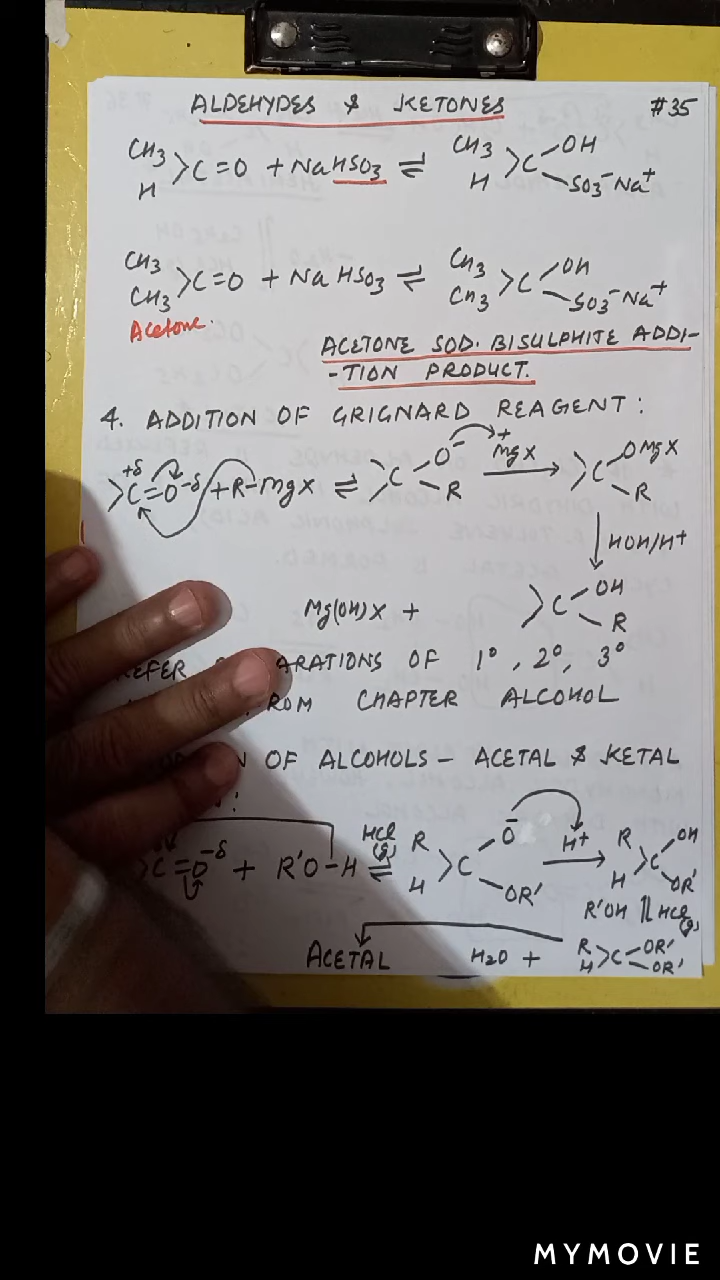 ALDEHYDES & KETONES #35
CH3 H >C=O + NaHSO3 ⇌ CH3 H >C OH SO3⁻Na⁺
CH3 CH3 >C=O + NaHSO3 ⇌ CH3 CH3 >C OH SO3⁻Na⁺
Acetone.
ACETONE SOD. BISULPHITE ADDI-
-TION PRODUCT.
4. ADDITION OF GRIGNARD REAGENT:
>C+δ=O-δ + R-MgX ⇌ >C O⁻ R →MgX⁺ >C OMgX R
↓ HOH/H⁺
Mg(OH)X + >C OH R
REFER ARATIONS OF 1°, 2°, 3°
ROM CHAPTER ALCOHOL
N OF ALCOHOLS - ACETAL & KETAL
:
>C=O-δ + R'O-H ⇌HCl(g) R H >C O⁻ OR' →H⁺ R H >C OH OR'
R'OH ⇌ HCl(g)
ACETAL H2O + R H >C OR' OR'
MYMOVIE